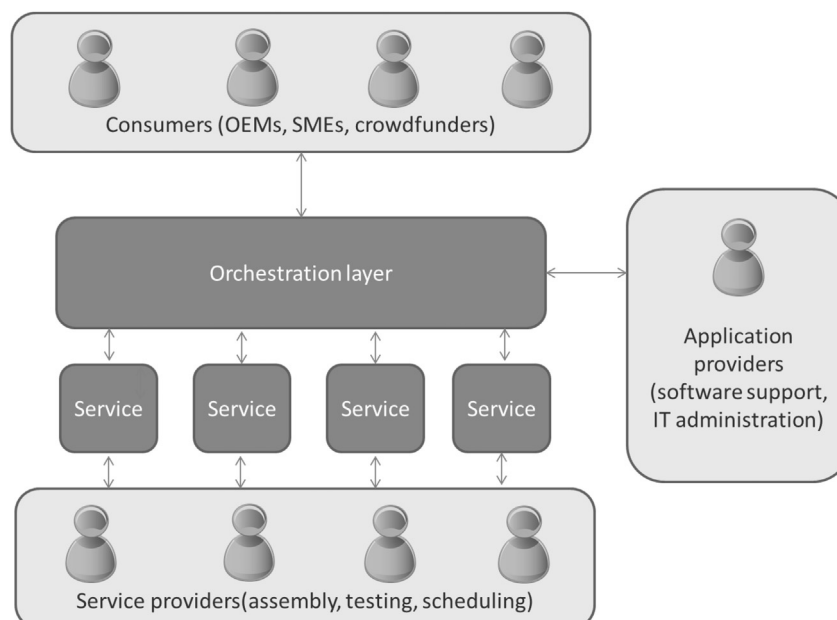 Consumers (OEMs, SMEs, crowdfunders)
Orchestration layer
Application
providers
(software support,
IT administration)
Service
Service
Service
Service
Service providers(assembly, testing, scheduling)